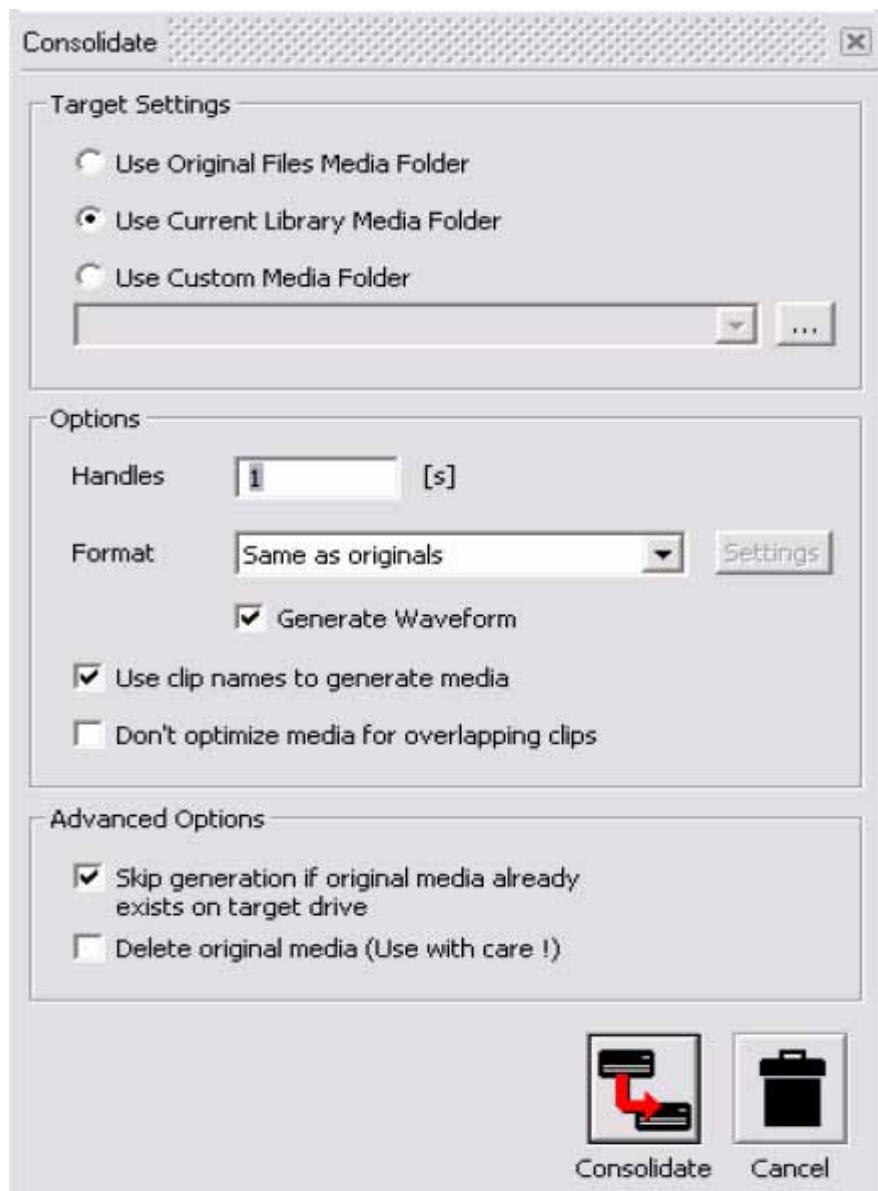 Consolidate
Target Settings
Use Original Files Media Folder
Use Current Library Media Folder
Use Custom Media Folder
...
Options
Handles 1 [s]
Format Same as originals Settings
Generate Waveform
Use clip names to generate media
Don't optimize media for overlapping clips
Advanced Options
Skip generation if original media already
exists on target drive
Delete original media (Use with care !)
Consolidate Cancel